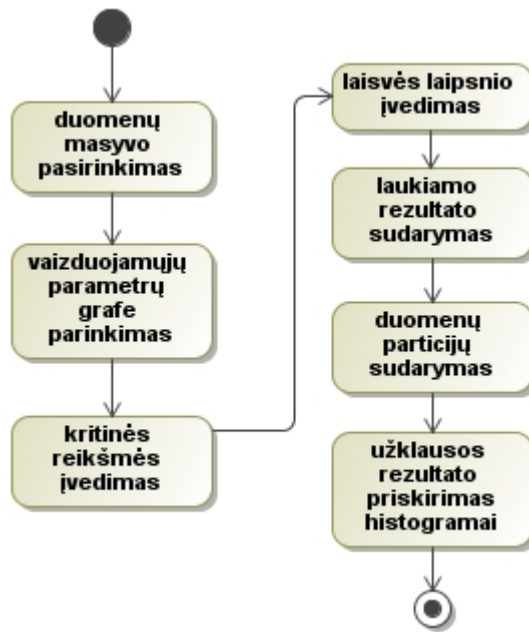 duomenų
masyvo
pasirinkimas
vaizduojamųjų
parametrų
grafe
parinkimas
kritinės
reikšmės
įvedimas
laisvės laipsnio
įvedimas
laukiamo
rezultato
sudarymas
duomenų
particijų
sudarymas
užklausos
rezultato
priskirimas
histogramai